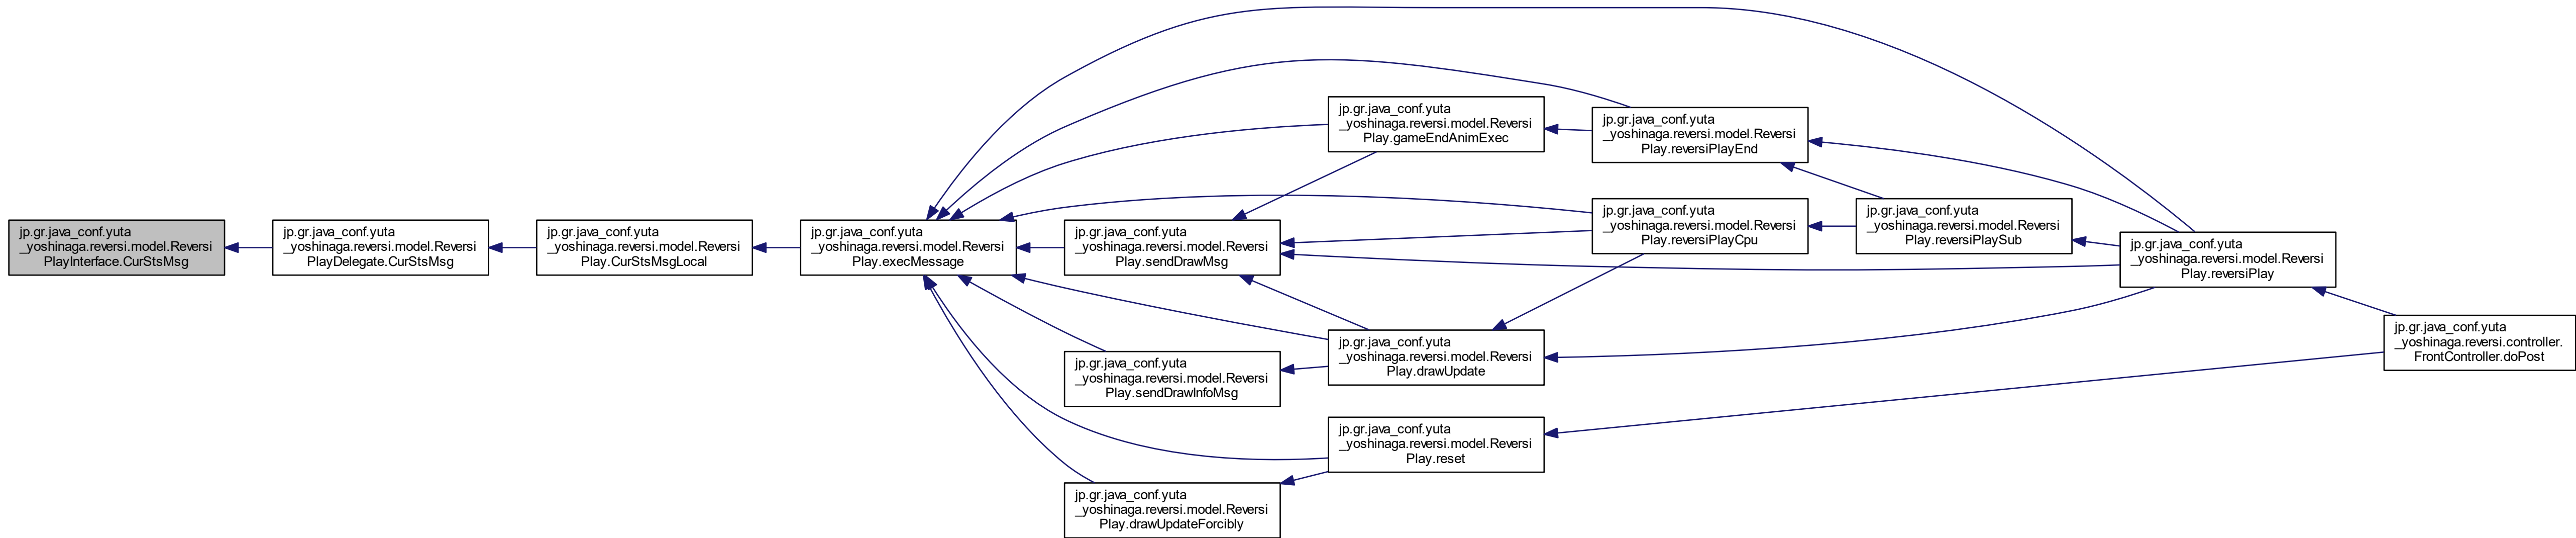 jp.gr.java_conf.yuta
_yoshinaga.reversi.model.Reversi
PlayInterface.CurStsMsg
jp.gr.java_conf.yuta
_yoshinaga.reversi.model.Reversi
PlayDelegate.CurStsMsg
jp.gr.java_conf.yuta
_yoshinaga.reversi.model.Reversi
Play.CurStsMsgLocal
jp.gr.java_conf.yuta
_yoshinaga.reversi.model.Reversi
Play.execMessage
jp.gr.java_conf.yuta
_yoshinaga.reversi.model.Reversi
Play.sendDrawMsg
jp.gr.java_conf.yuta
_yoshinaga.reversi.model.Reversi
Play.sendDrawInfoMsg
jp.gr.java_conf.yuta
_yoshinaga.reversi.model.Reversi
Play.drawUpdateForcibly
jp.gr.java_conf.yuta
_yoshinaga.reversi.model.Reversi
Play.gameEndAnimExec
jp.gr.java_conf.yuta
_yoshinaga.reversi.model.Reversi
Play.drawUpdate
jp.gr.java_conf.yuta
_yoshinaga.reversi.model.Reversi
Play.reset
jp.gr.java_conf.yuta
_yoshinaga.reversi.model.Reversi
Play.reversiPlayEnd
jp.gr.java_conf.yuta
_yoshinaga.reversi.model.Reversi
Play.reversiPlayCpu
jp.gr.java_conf.yuta
_yoshinaga.reversi.model.Reversi
Play.reversiPlaySub
jp.gr.java_conf.yuta
_yoshinaga.reversi.model.Reversi
Play.reversiPlay
jp.gr.java_conf.yuta
_yoshinaga.reversi.controller.
FrontController.doPost